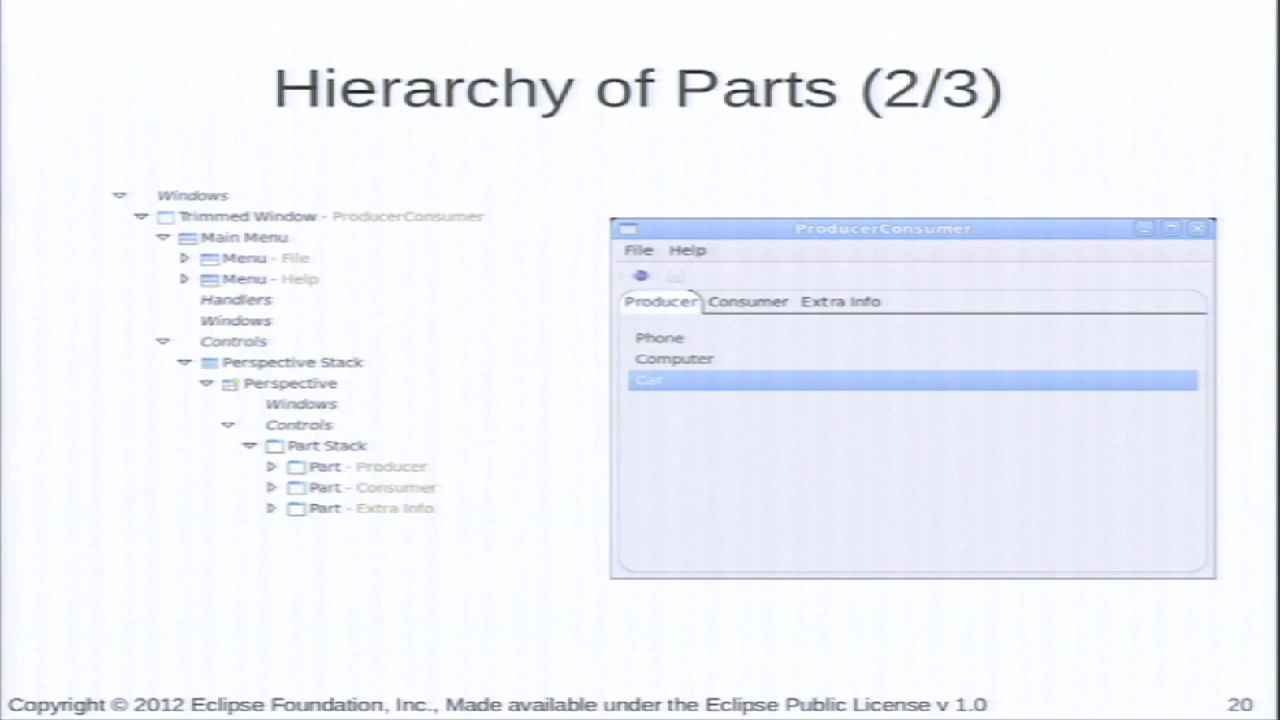 Hierarchy of Parts (2/3)
Windows
Trimmed Window - ProducerConsumer
Main Menu
Menu - File
Menu - Help
Handlers
Windows
Controls
Perspective Stack
Perspective
Windows
Controls
Part Stack
Part - Producer
Part - Consumer
Part - Extra Info
ProducerConsumer
File Help
Producer Consumer Extra Info
Phone
Computer
Car
Copyright © 2012 Eclipse Foundation, Inc., Made available under the Eclipse Public License v 1.0 20